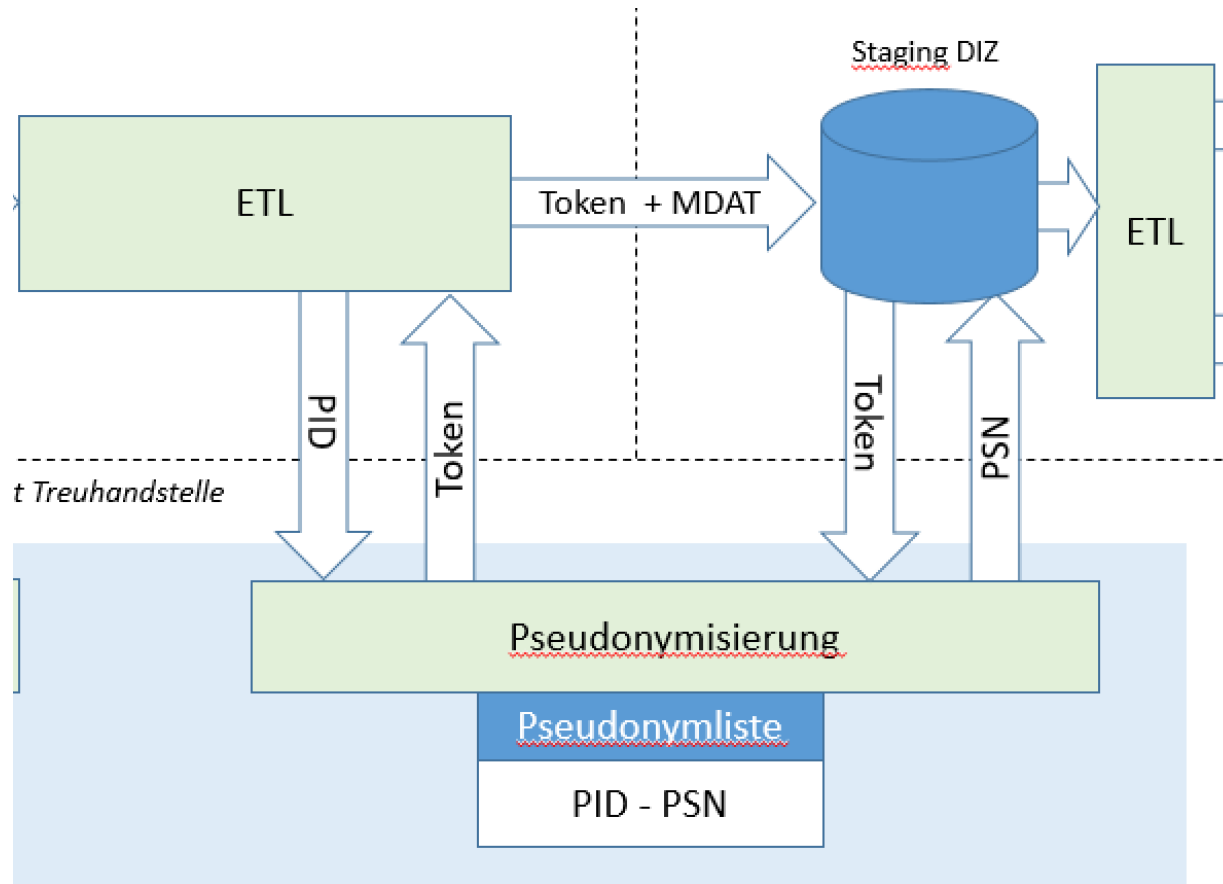 Staging DIZ
ETL
Token + MDAT
ETL
PID
Token
Token
PSN
t Treuhandstelle
Pseudonymisierung
Pseudonymliste
PID - PSN